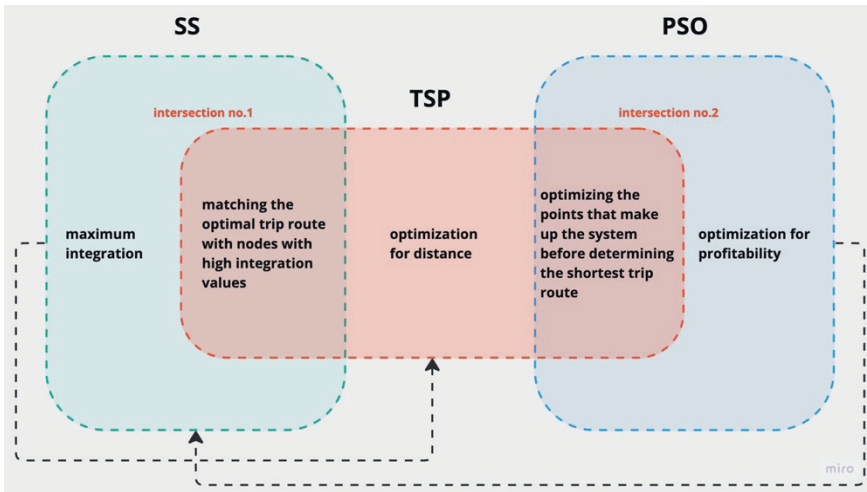 SS
PSO
TSP
intersection no.1
intersection no.2
maximum
integration
matching the
optimal trip route
with nodes with
high integration
values
optimization
for distance
optimizing the
points that make
up the system
before determining
the shortest trip
route
optimization for
profitability
miro